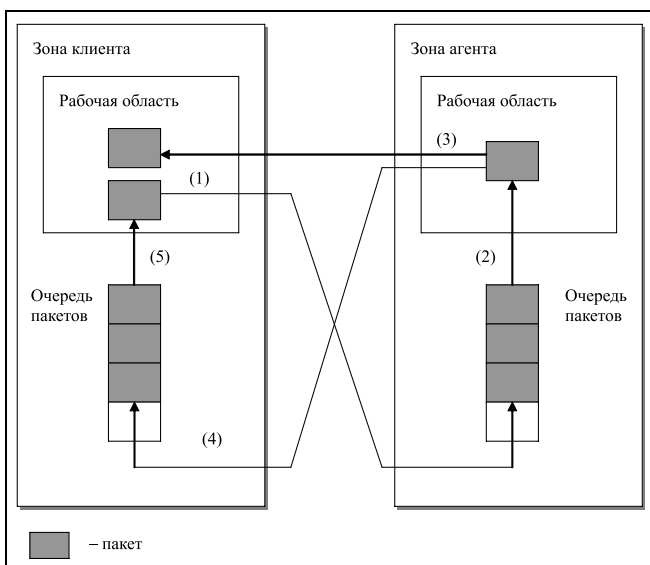 Зона клиента
Зона агента
Рабочая область
Рабочая область
(3)
(1)
(5)
(2)
Очередь
пакетов
Очередь
пакетов
(4)
– пакет